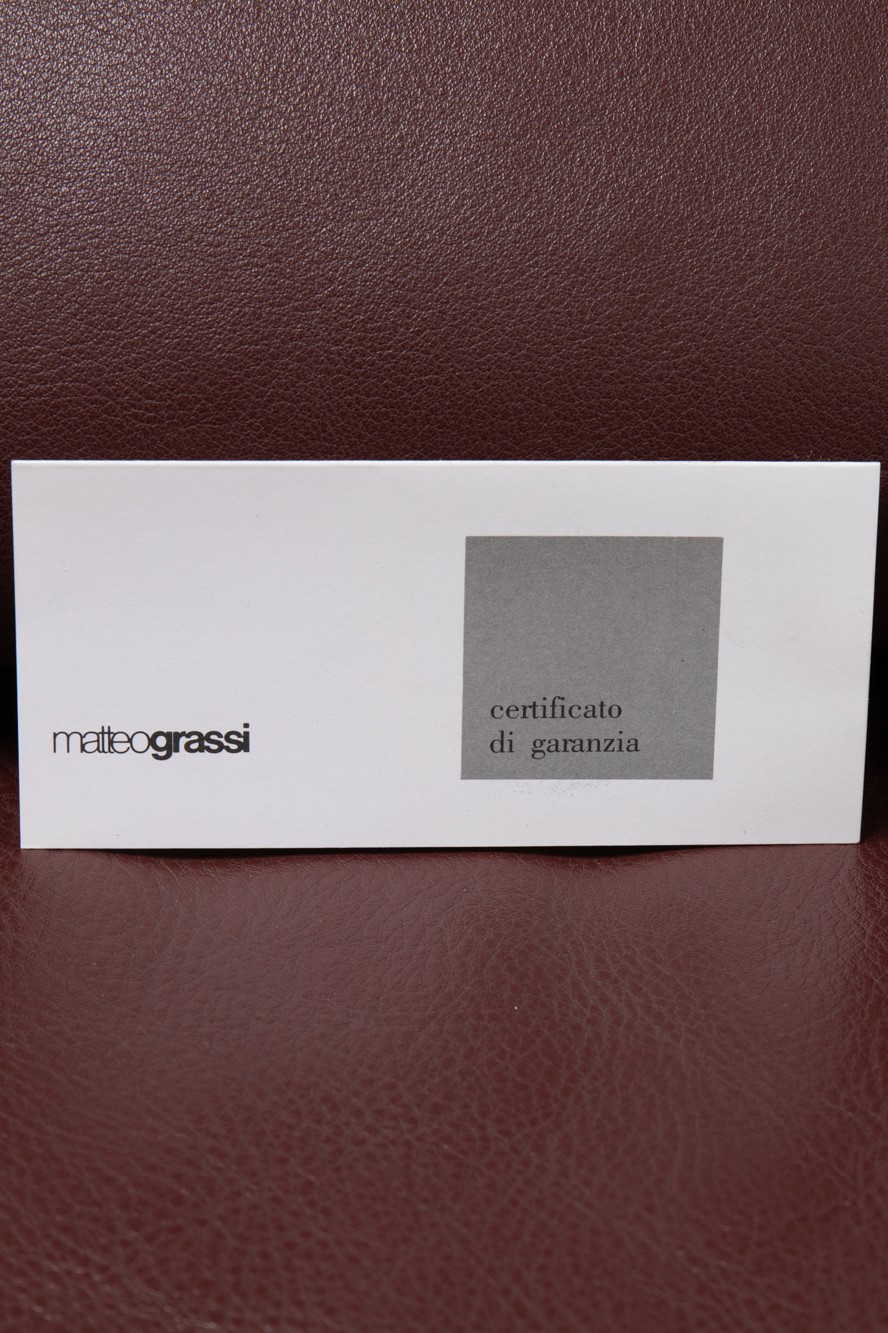 matteograssi
certificato
di garanzia